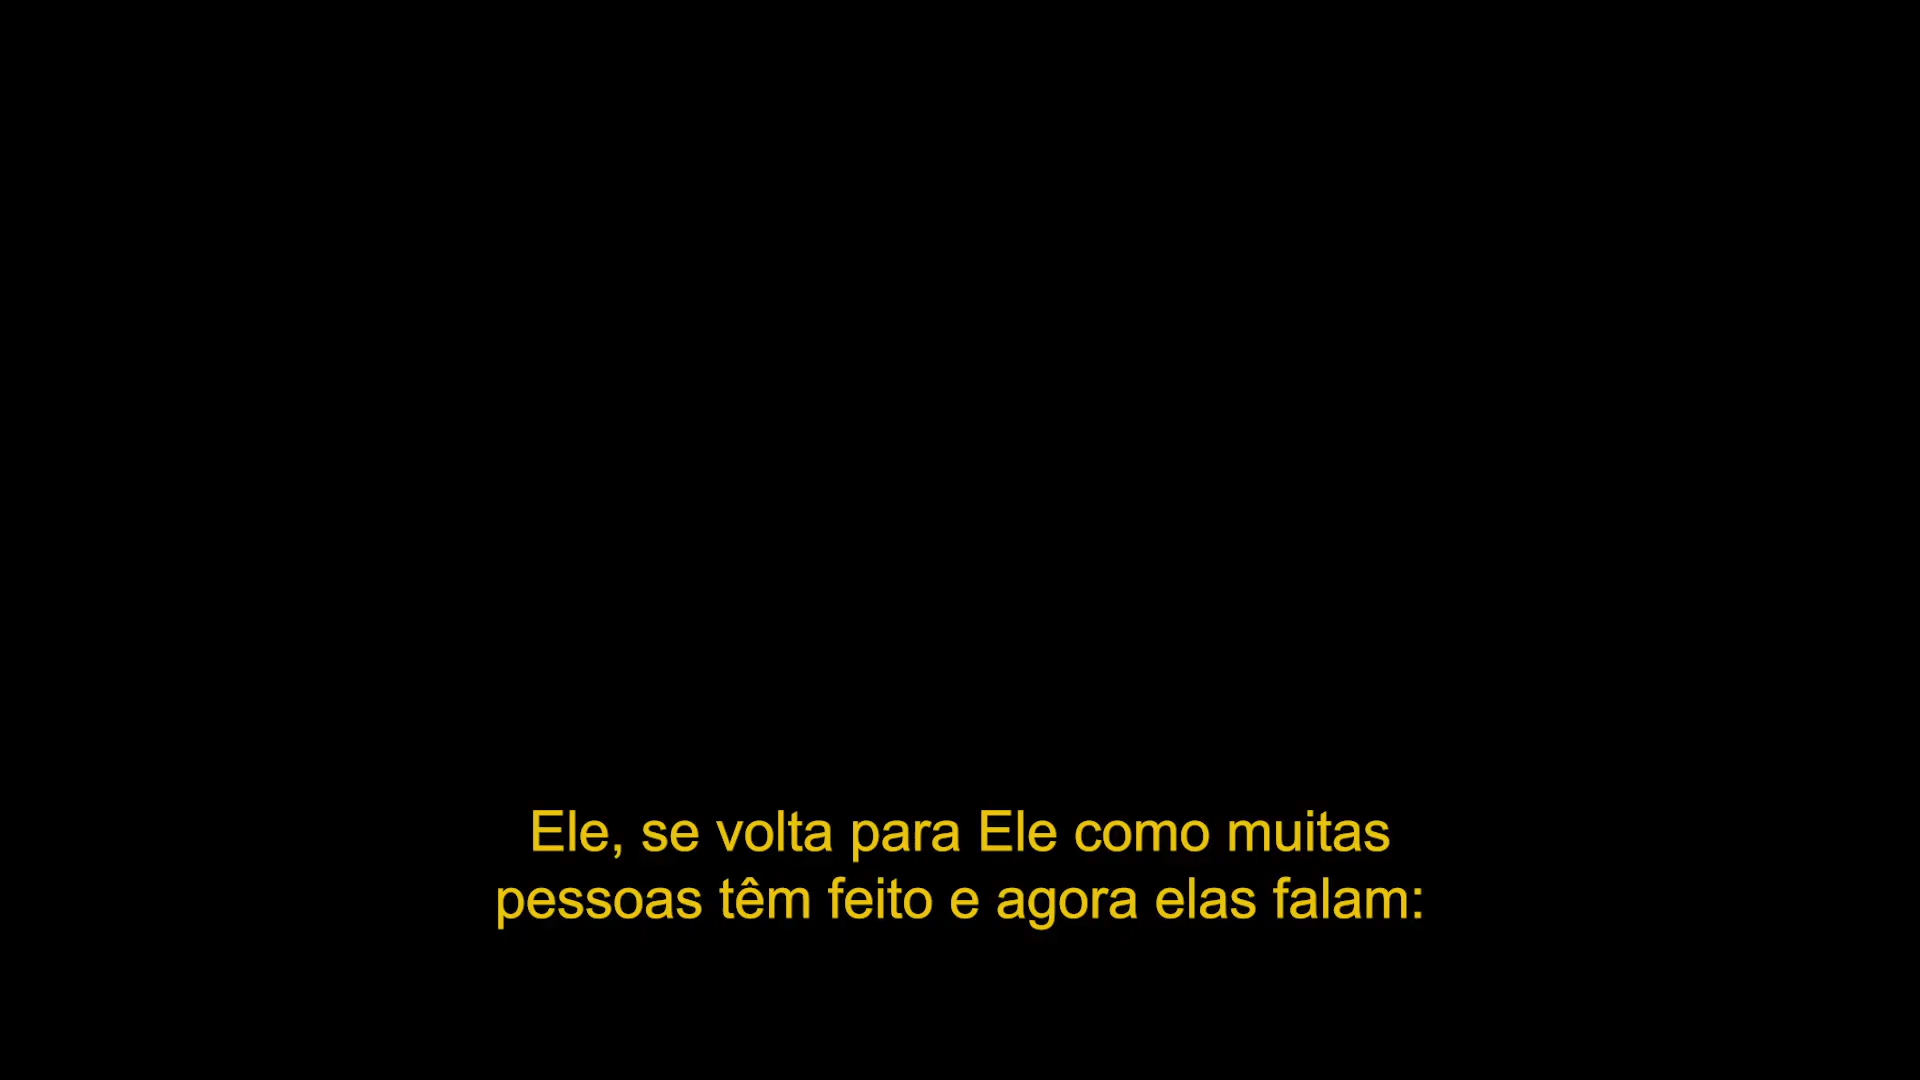 Ele, se volta para Ele como muitas
pessoas têm feito e agora elas falam: